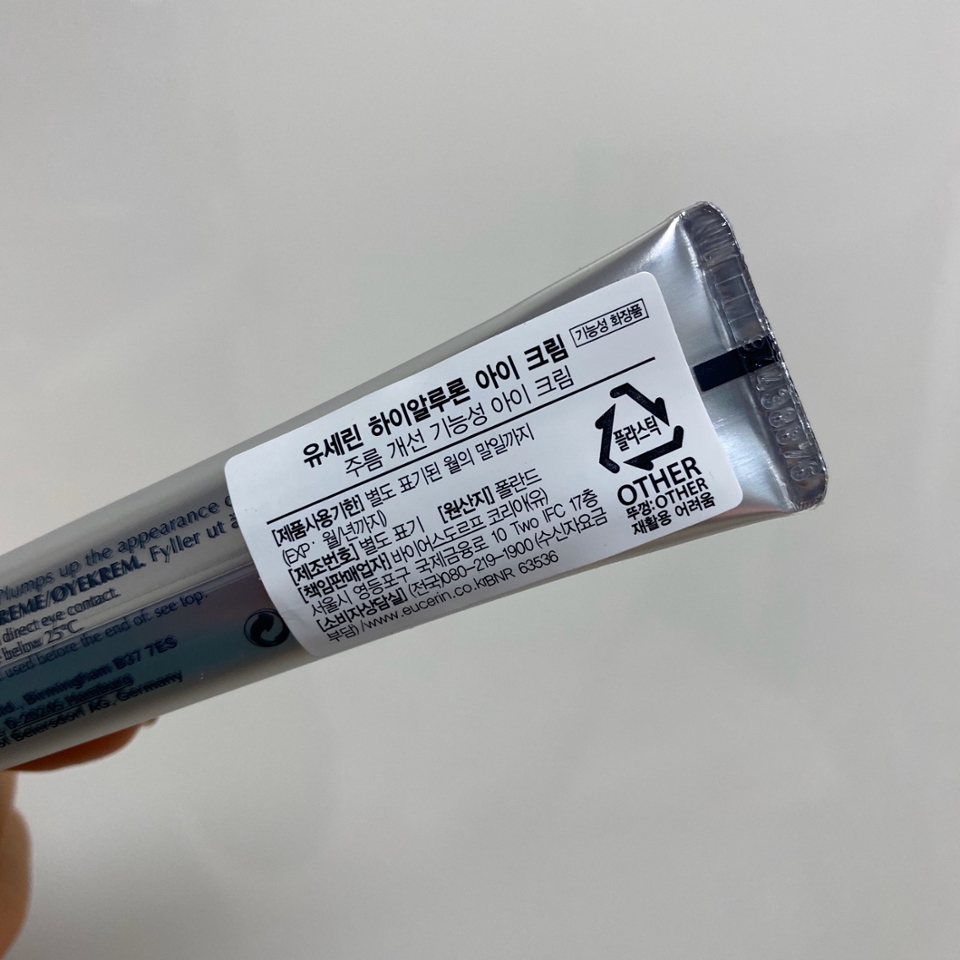 유세린 하이알루론 아이 크림 기능성 화장품
주름 개선 기능성 아이 크림
[제품사용기한] 별도 표기된 월의 말일까지
(EXP· 월/년까지)
[제조번호] 별도 표기 [원산지] 폴란드
[책임판매업자] 바이어스도르프 코리아(유)
서울시 영등포구 국제금융로 10 Two IFC 17층
[소비자상담실] (전국)080-219-1900 (수신자요금
부담)/www.eucerin.co.kr BNR 63536
플라스틱
OTHER
뚜껑:OTHER
재활용 어려움
Plumps up the appearance
CREME/ØYEKREM. Fyller ut
direct eye contact.
below 25°C
used before the end of: see top.
Birmingham B37 7ES
D-20245 Hamburg
Beiersdorf AG, Germany